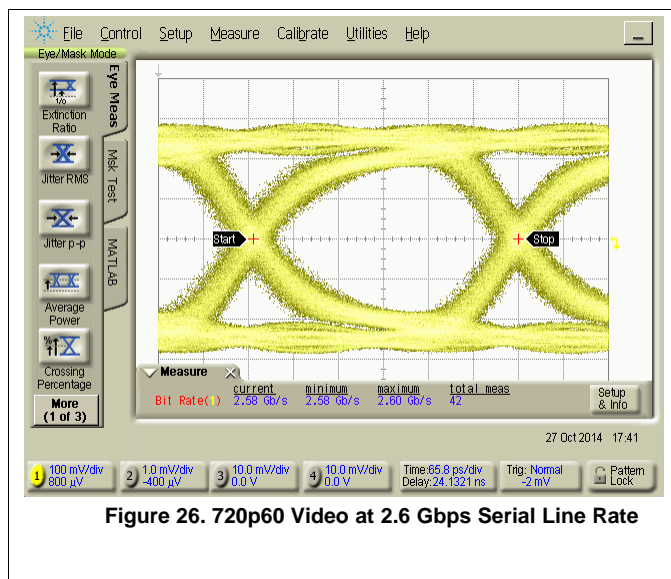 File Control Setup Measure Calibrate Utilities Help
Eye/Mask Mode
Eye Meas
Msk Test
MATLAB
1/0
Extinction
Ratio
Jitter RMS
Jitter p-p
Average
Power
%
Crossing
Percentage
More
(1 of 3)
Start
Stop
Measure
current minimum maximum total meas
Bit Rate(1) 2.58 Gb/s 2.58 Gb/s 2.60 Gb/s 42
Setup
& Info
27 Oct 2014 17:41
1 100 mV/div
800 µV
2 1.0 mV/div
-400 µV
3 10.0 mV/div
0.0 V
4 10.0 mV/div
0.0 V
Time:65.8 ps/div
Delay:24.1321 ns
Trig: Normal
-2 mV
Pattern
Lock
Figure 26. 720p60 Video at 2.6 Gbps Serial Line Rate